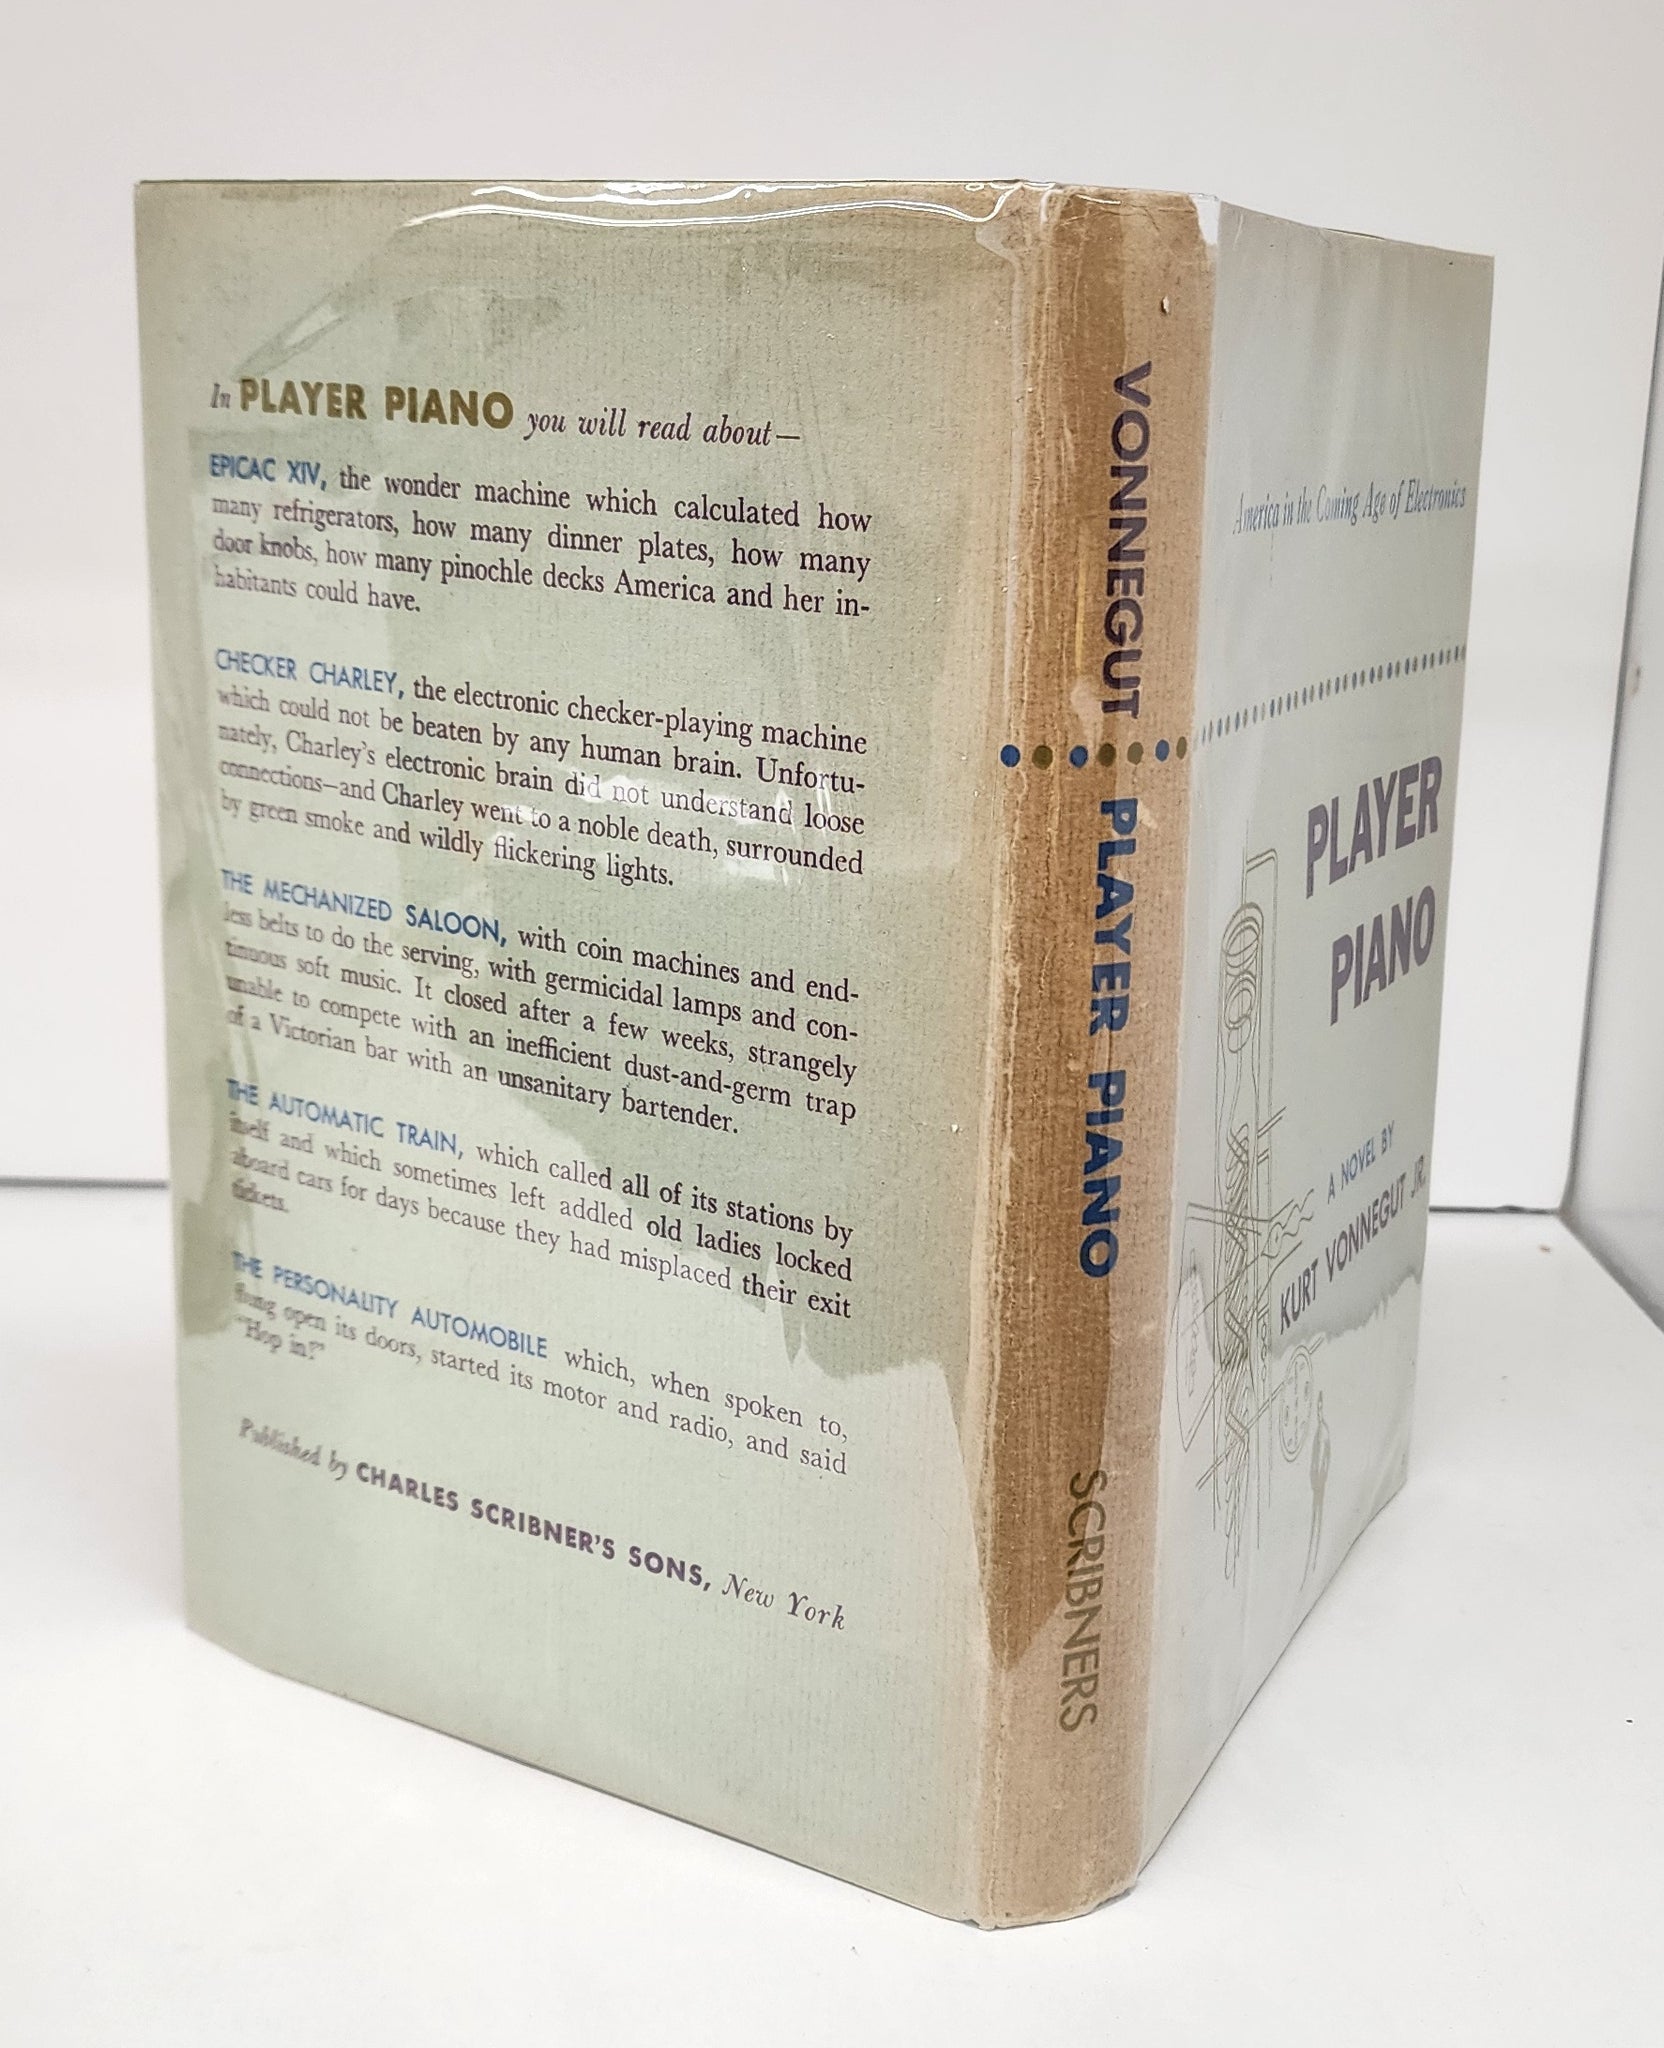 In PLAYER PIANO you will read about—
EPICAC XIV, the wonder machine which calculated how
many refrigerators, how many dinner plates, how many
door knobs, how many pinochle decks America and her in-
habitants could have.
CHECKER CHARLEY, the electronic checker-playing machine
which could not be beaten by any human brain. Unfortu-
nately, Charley's electronic brain did not understand loose
connections—and Charley went to a noble death, surrounded
by green smoke and wildly flickering lights.
THE MECHANIZED SALOON, with coin machines and end-
less belts to do the serving, with germicidal lamps and con-
tinuous soft music. It closed after a few weeks, strangely
unable to compete with an inefficient dust-and-germ trap
of a Victorian bar with an unsanitary bartender.
THE AUTOMATIC TRAIN, which called all of its stations by
itself and which sometimes left addled old ladies locked
aboard cars for days because they had misplaced their exit
tickets.
THE PERSONALITY AUTOMOBILE which, when spoken to,
flung open its doors, started its motor and radio, and said
"Hop in!"
Published by CHARLES SCRIBNER'S SONS, New York
VONNEGUT
PLAYER PIANO
SCRIBNERS
America in the Coming Age of Electronics
PLAYER
PIANO
A NOVEL BY
KURT VONNEGUT JR.